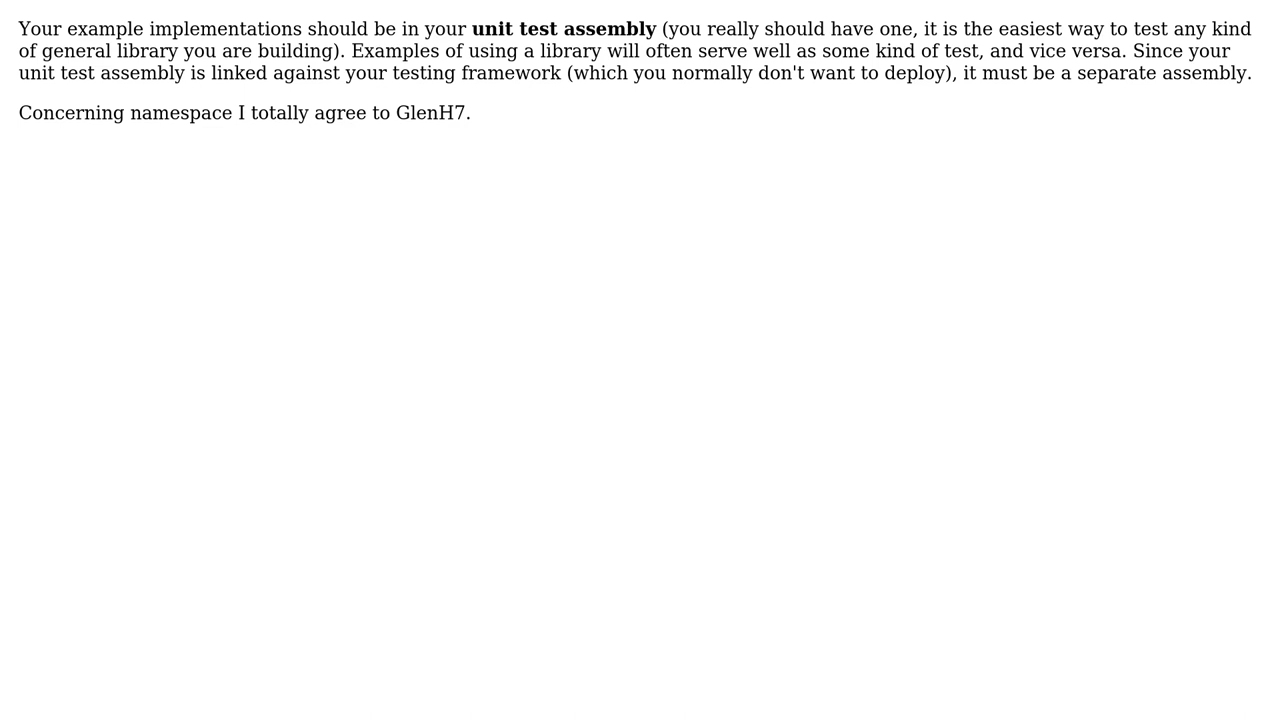 Your example implementations should be in your unit test assembly (you really should have one, it is the easiest way to test any kind
of general library you are building). Examples of using a library will often serve well as some kind of test, and vice versa. Since your
unit test assembly is linked against your testing framework (which you normally don't want to deploy), it must be a separate assembly.
Concerning namespace I totally agree to GlenH7.